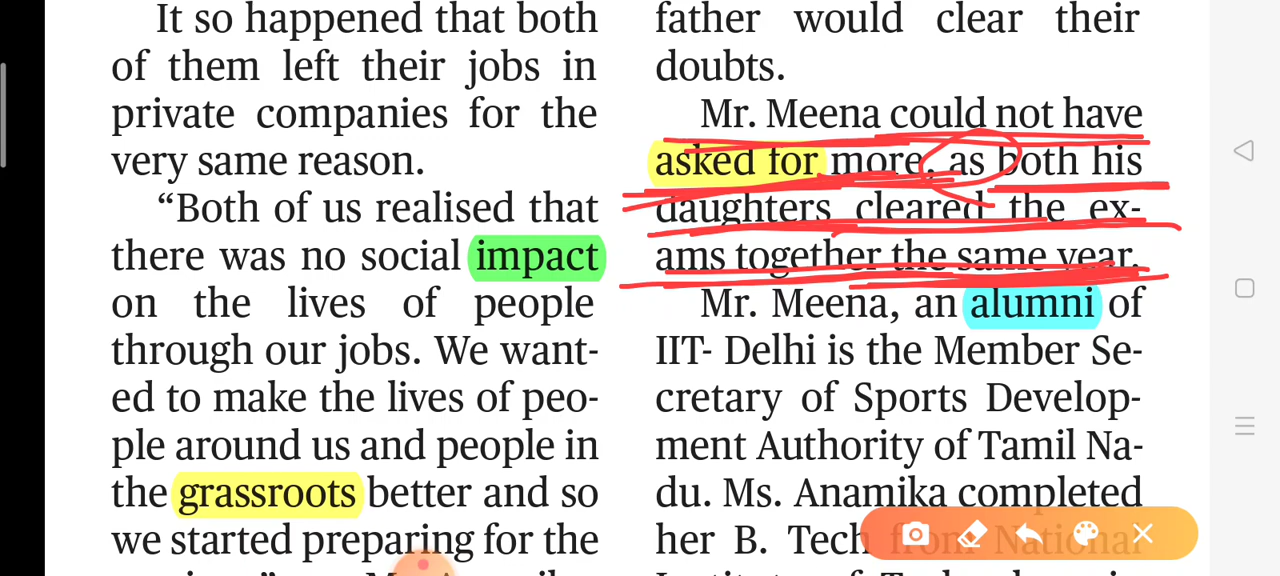 It so happened that both
of them left their jobs in
private companies for the
very same reason.
“Both of us realised that
there was no social impact
on the lives of people
through our jobs. We want-
ed to make the lives of peo-
ple around us and people in
the grassroots better and so
we started preparing for the
father would clear their
doubts.
Mr. Meena could not have
asked for more, as both his
daughters cleared the ex-
ams together the same year.
Mr. Meena, an alumni of
IIT- Delhi is the Member Se-
cretary of Sports Develop-
ment Authority of Tamil Na-
du. Ms. Anamika completed
her B. Tech from National